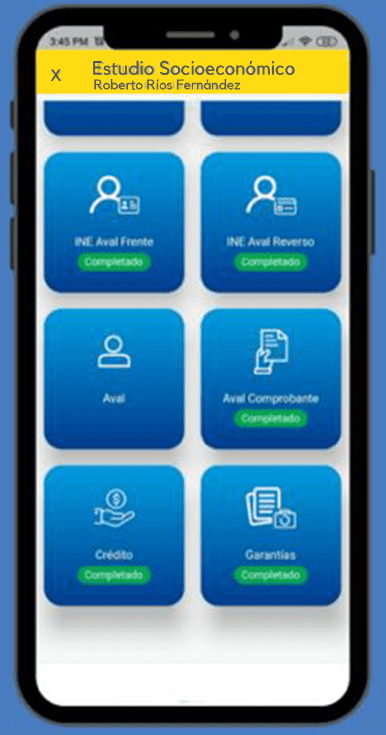 3:45 PM
X
Estudio Socioeconómico
Roberto Ríos Fernández
INE Aval Frente
Completado
INE Aval Reverso
Completado
Aval
Aval Comprobante
Completado
Crédito
Completado
Garantías
Completado